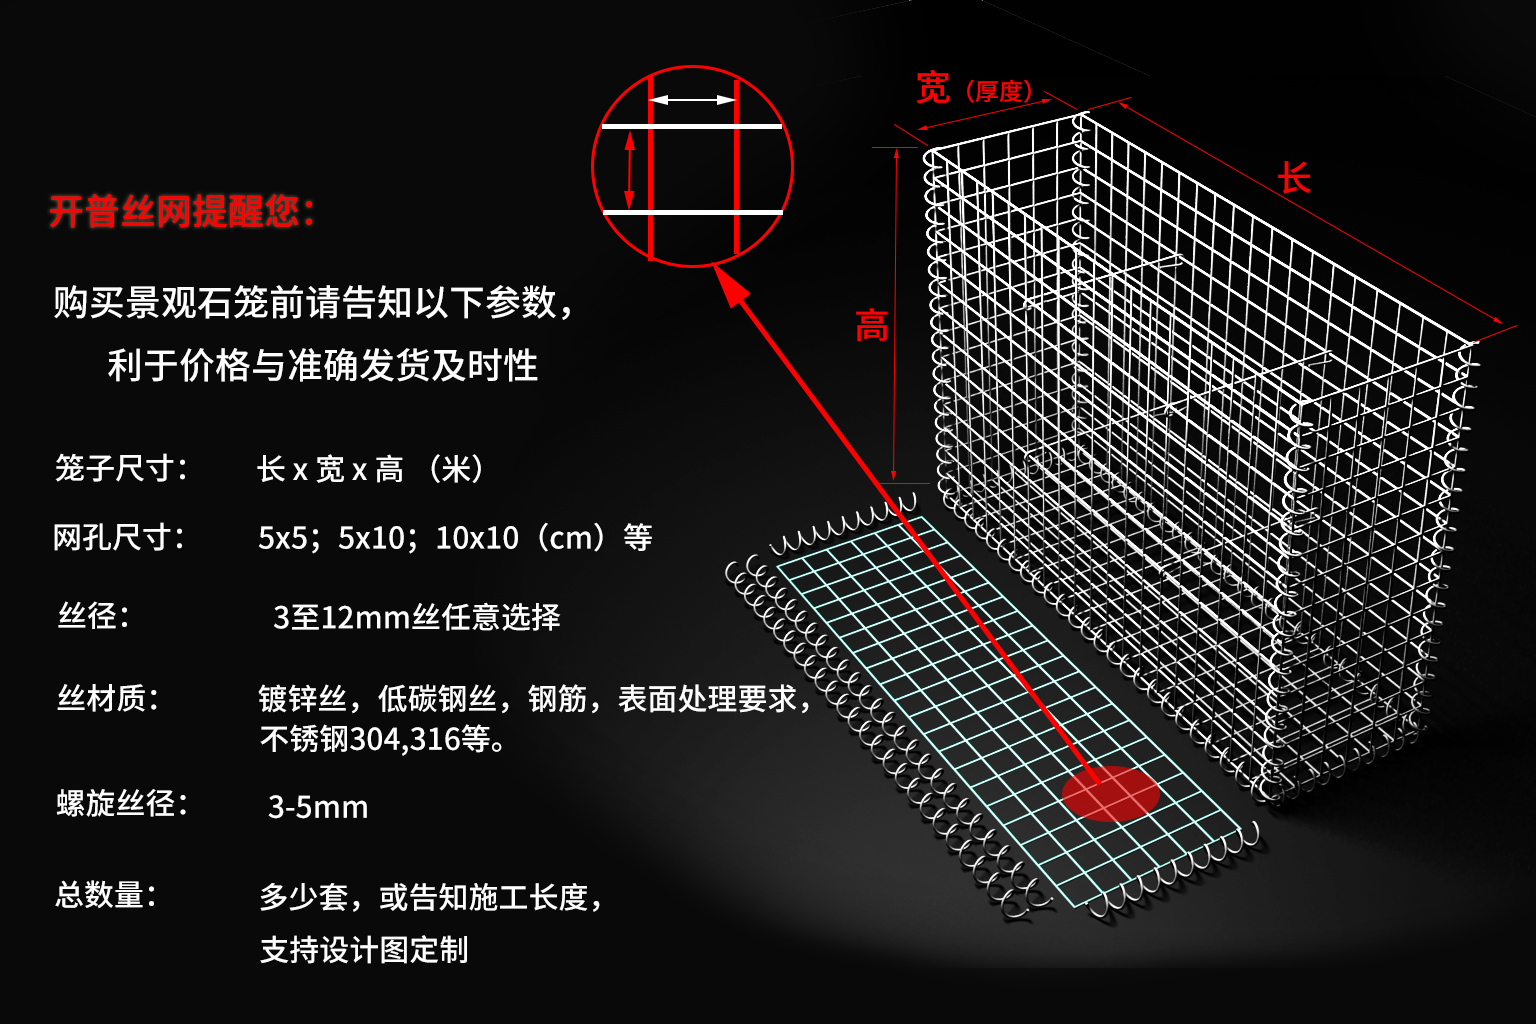 宽（厚度）
长
高
开普丝网提醒您：
购买景观石笼前请告知以下参数，
利于价格与准确发货及时性
笼子尺寸： 长 x 宽 x 高 （米）
网孔尺寸： 5x5；5x10；10x10（cm）等
丝径： 3至12mm丝任意选择
丝材质： 镀锌丝，低碳钢丝，钢筋，表面处理要求，
不锈钢304,316等。
螺旋丝径： 3-5mm
总数量： 多少套，或告知施工长度，
支持设计图定制